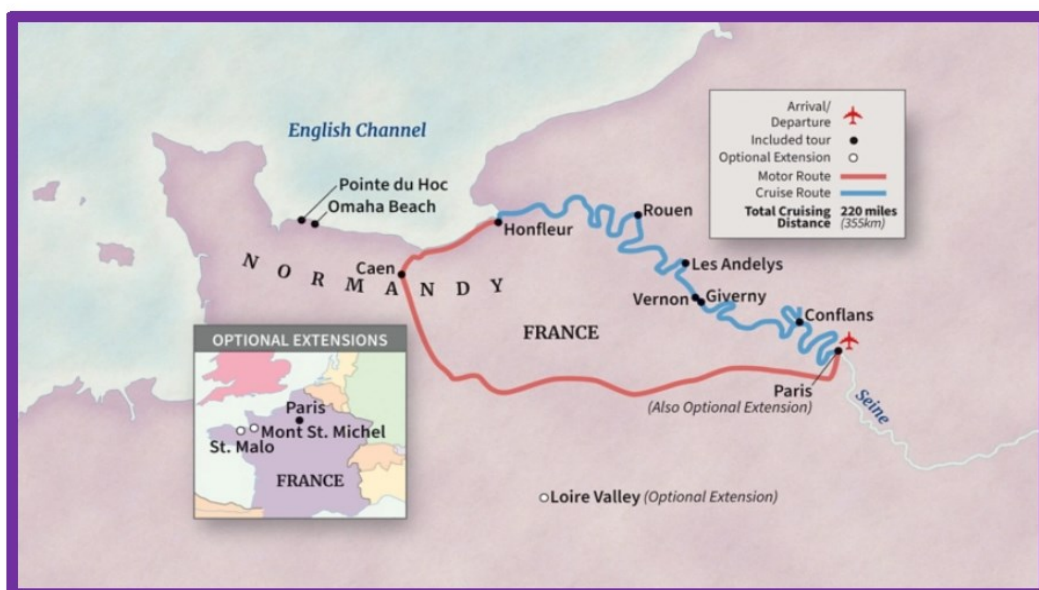 English Channel
Pointe du Hoc
Omaha Beach
NORMANDY
Caen
Honfleur
Rouen
Les Andelys
Vernon
Giverny
Conflans
FRANCE
Paris
(Also Optional Extension)
Seine
Loire Valley (Optional Extension)
Arrival/
Departure
Included tour
Optional Extension
Motor Route
Cruise Route
Total Cruising 220 miles
Distance (355km)
OPTIONAL EXTENSIONS
Paris
Mont St. Michel
St. Malo
FRANCE